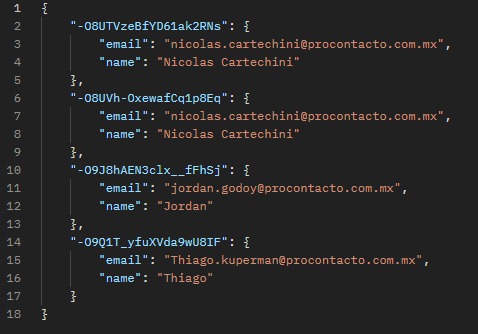 1 {
2 "-O8UTVzeBfYD61ak2RNs": {
3 "email": "nicolas.cartechini@procontacto.com.mx",
4 "name": "Nicolas Cartechini"
5 },
6 "-O8UVh-OxewafCq1p8Eq": {
7 "email": "nicolas.cartechini@procontacto.com.mx",
8 "name": "Nicolas Cartechini"
9 },
10 "-O9J8hAEN3clx__fFhSj": {
11 "email": "jordan.godoy@procontacto.com.mx",
12 "name": "Jordan"
13 },
14 "-O9Q1T_yfuXVda9wU8IF": {
15 "email": "Thiago.kuperman@procontacto.com.mx",
16 "name": "Thiago"
17 }
18 }